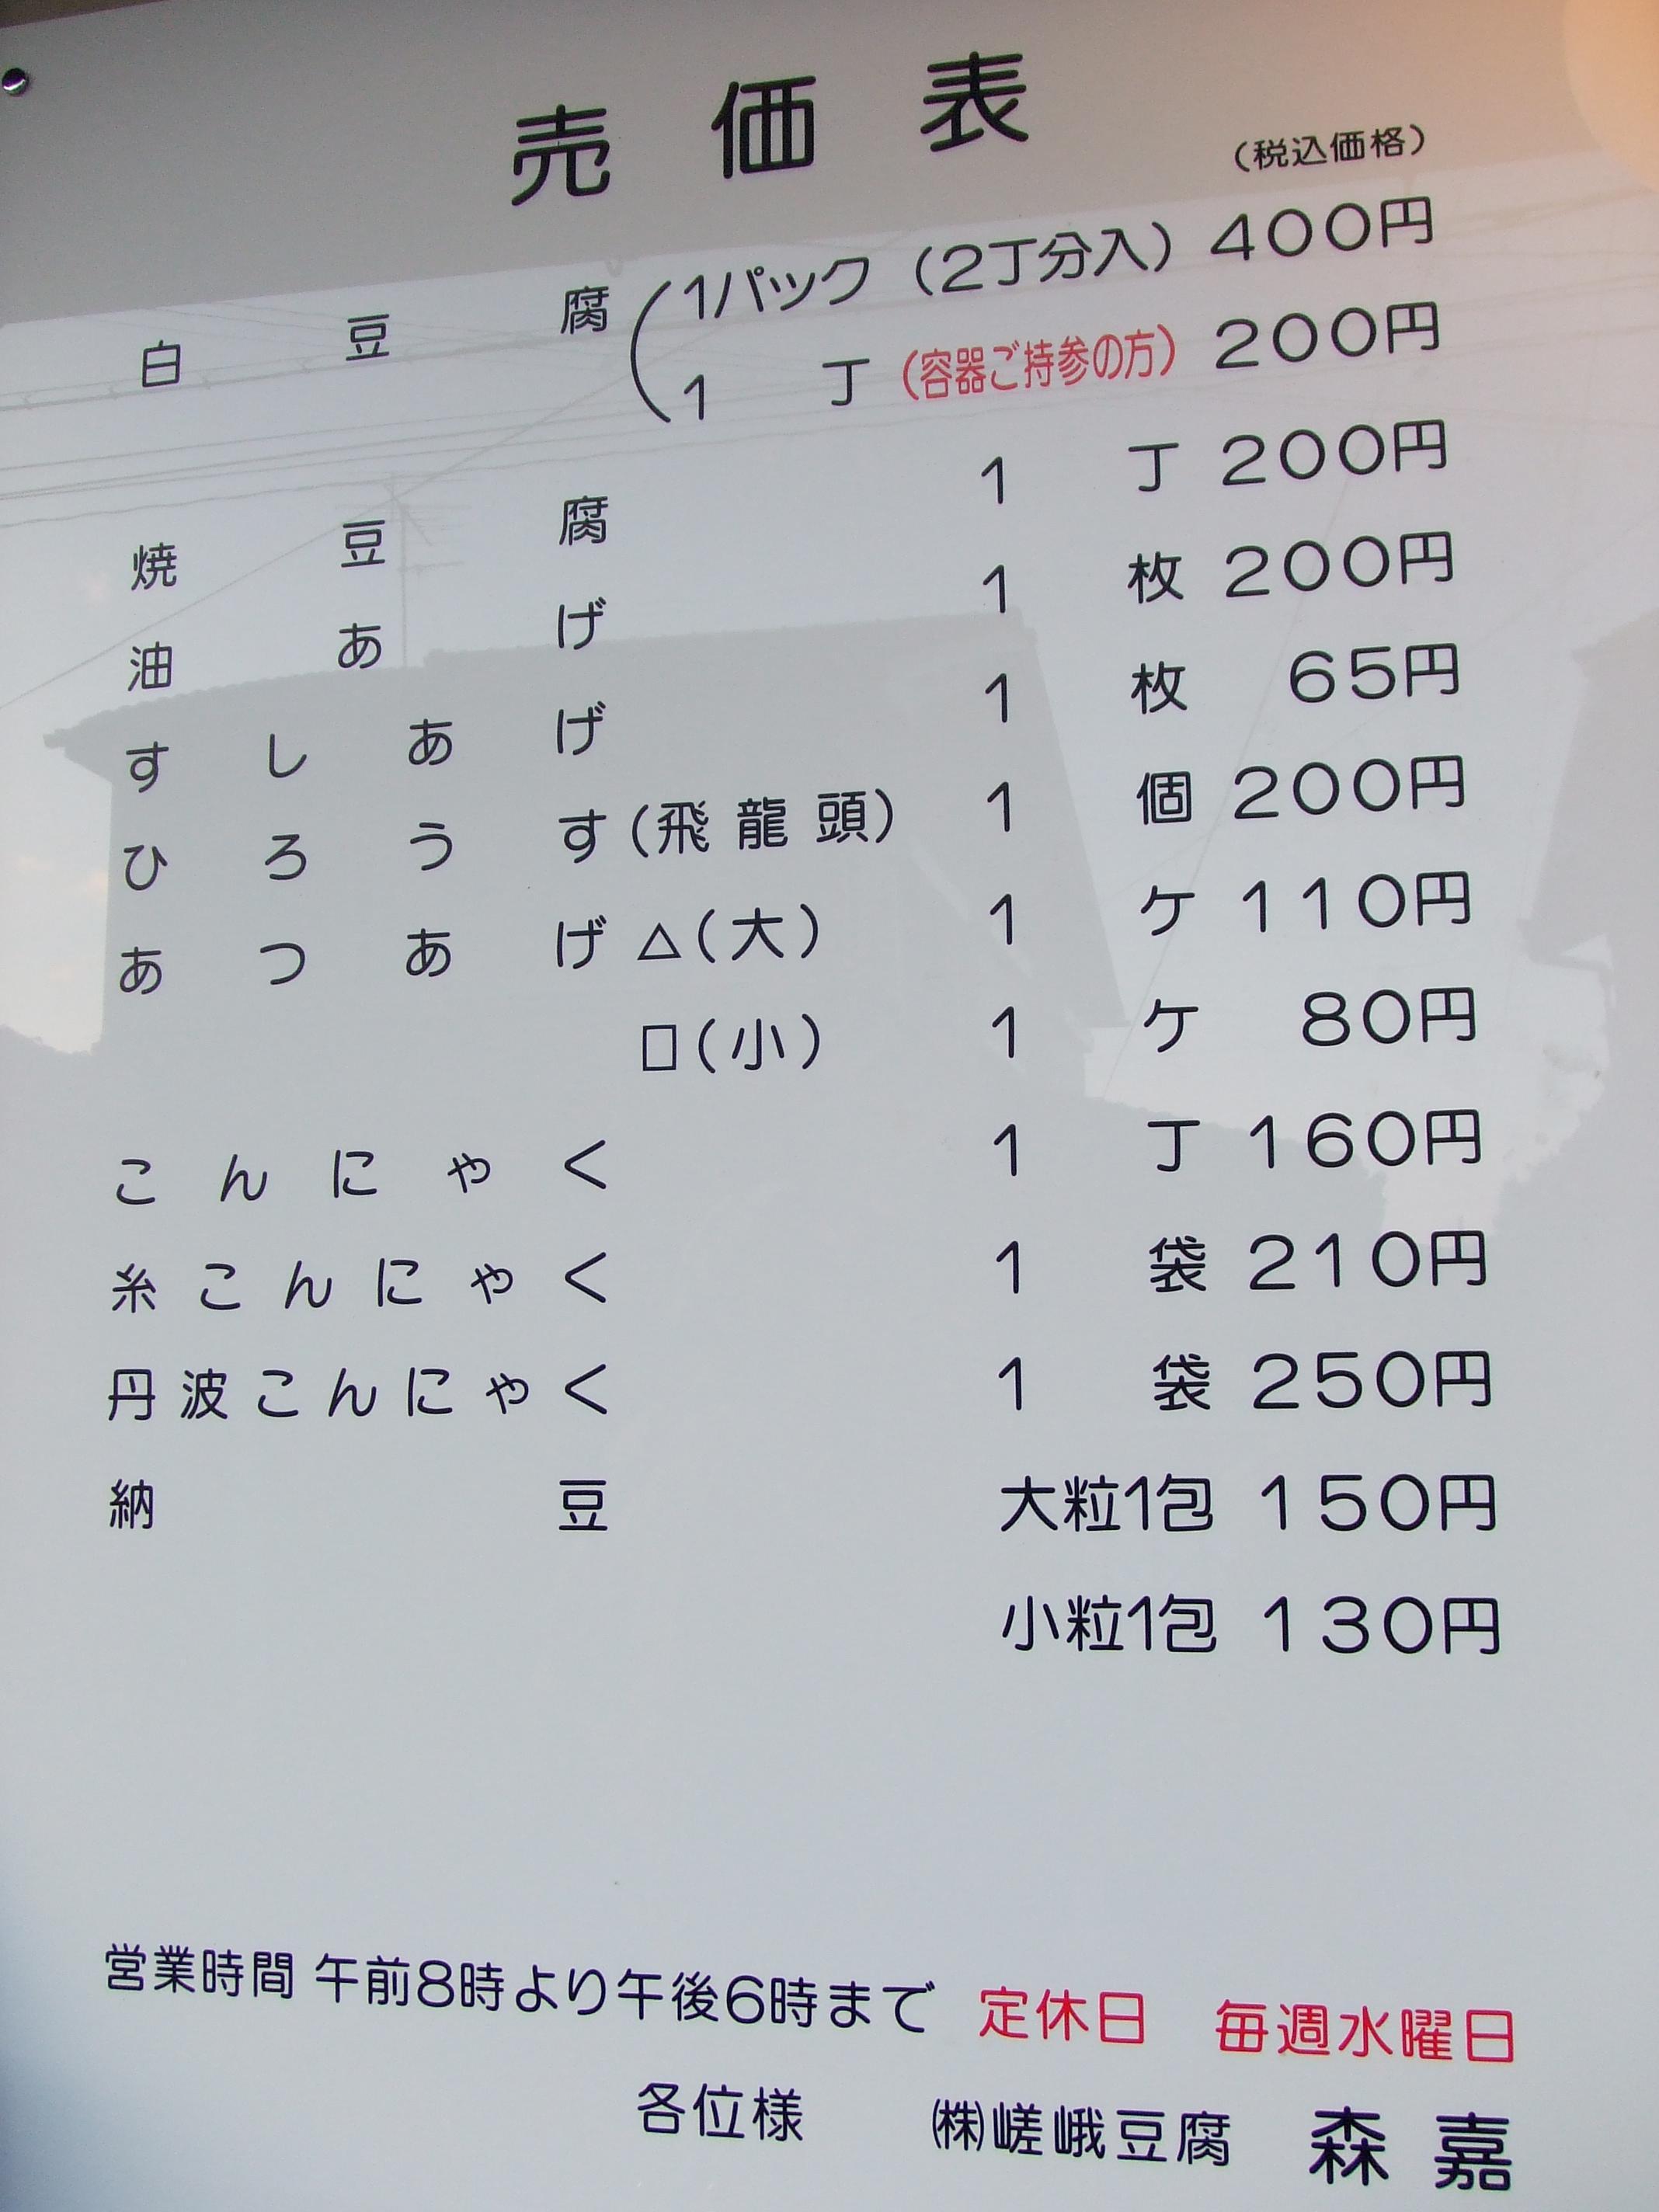 売価表
(税込価格)
白豆腐 1パック(2丁分入) 400円
1丁(容器ご持参の方) 200円
焼豆腐 1丁 200円
油あげ 1枚 200円
すしあげ 1枚 65円
ひろうす(飛龍頭) 1個 200円
あつあげ △(大) 1ケ 110円
□(小) 1ケ 80円
こんにゃく 1丁 160円
糸こんにゃく 1袋 210円
丹波こんにゃく 1袋 250円
納豆 大粒1包 150円
小粒1包 130円
営業時間 午前8時より午後6時まで 定休日 毎週水曜日
各位様 ㈱嵯峨豆腐 森嘉